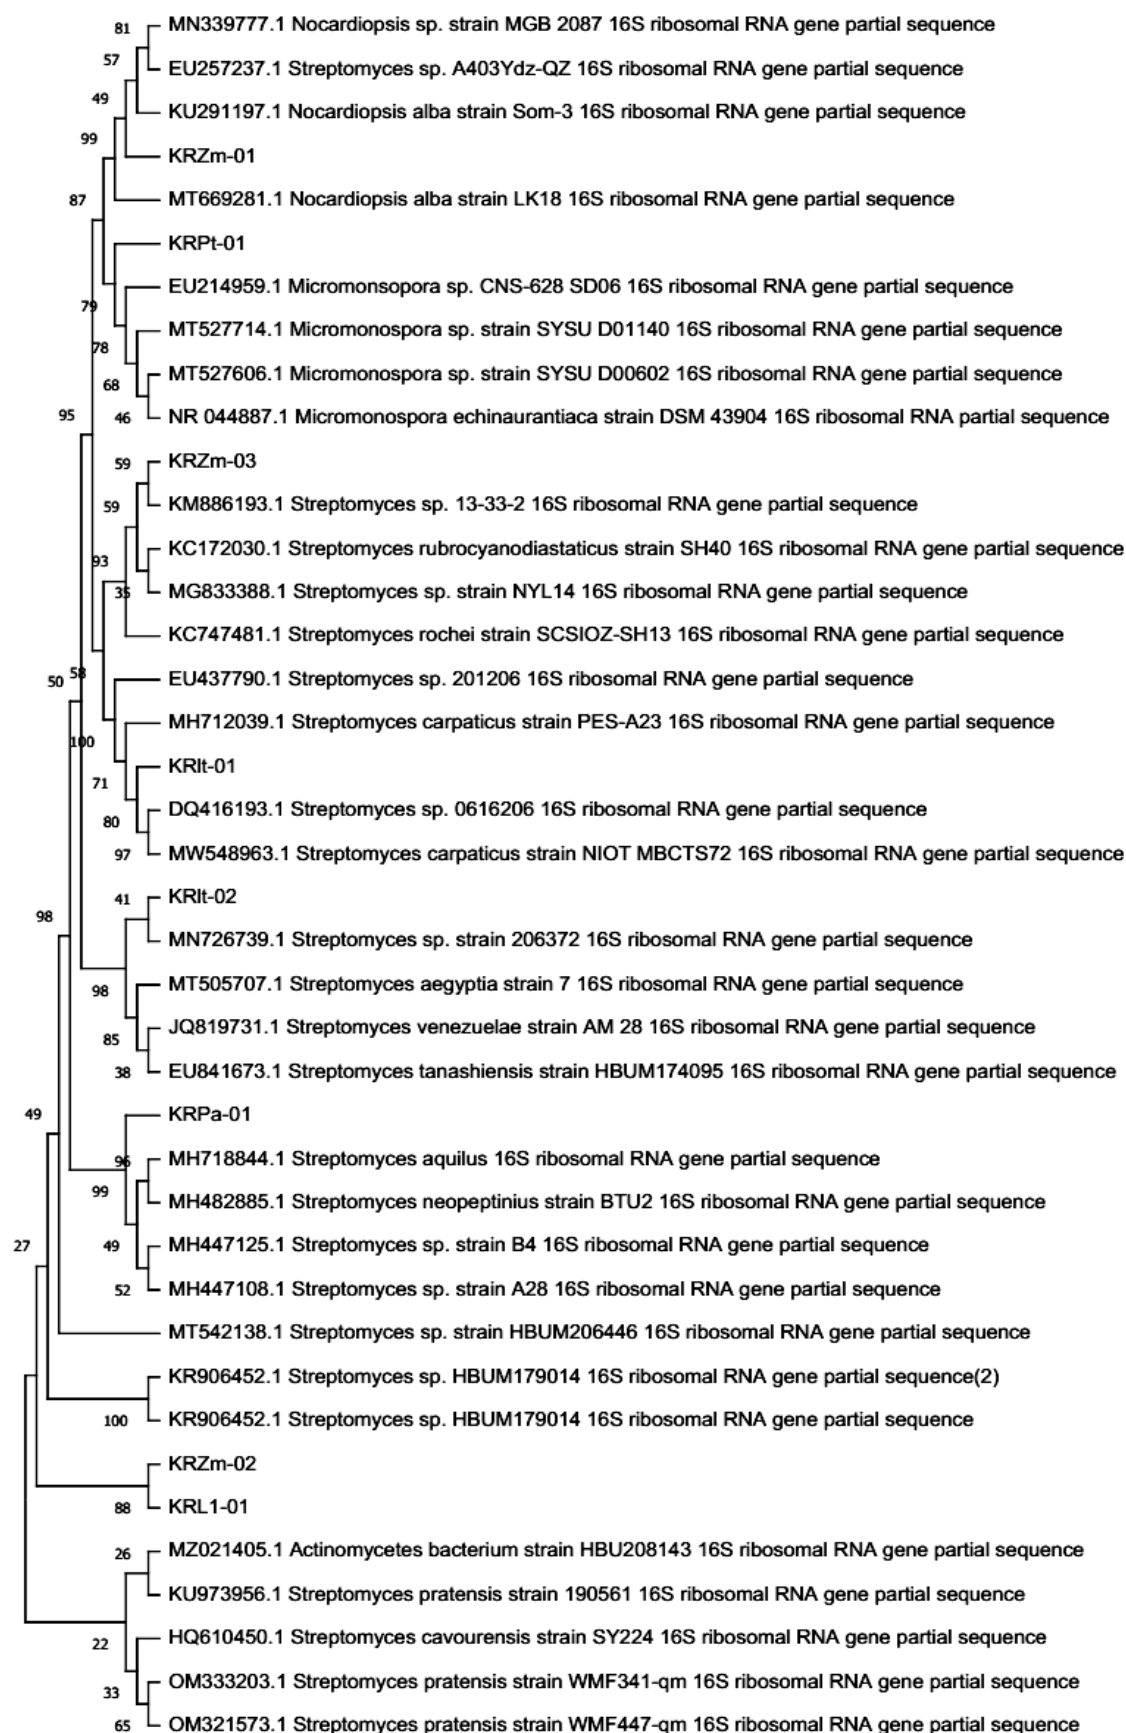 81 MN339777.1 Nocardiopsis sp. strain MGB 2087 16S ribosomal RNA gene partial sequence
57
EU257237.1 Streptomyces sp. A403Ydz-QZ 16S ribosomal RNA gene partial sequence
49
KU291197.1 Nocardiopsis alba strain Som-3 16S ribosomal RNA gene partial sequence
99
KRZm-01
87 MT669281.1 Nocardiopsis alba strain LK18 16S ribosomal RNA gene partial sequence
KRPt-01
EU214959.1 Micromonsopora sp. CNS-628 SD06 16S ribosomal RNA gene partial sequence
79
MT527714.1 Micromonospora sp. strain SYSU D01140 16S ribosomal RNA gene partial sequence
78
MT527606.1 Micromonospora sp. strain SYSU D00602 16S ribosomal RNA gene partial sequence
68
95 46 NR 044887.1 Micromonospora echinaurantiaca strain DSM 43904 16S ribosomal RNA partial sequence
59 KRZm-03
59 KM886193.1 Streptomyces sp. 13-33-2 16S ribosomal RNA gene partial sequence
KC172030.1 Streptomyces rubrocyanodiastaticus strain SH40 16S ribosomal RNA gene partial sequence
93
35 MG833388.1 Streptomyces sp. strain NYL14 16S ribosomal RNA gene partial sequence
KC747481.1 Streptomyces rochei strain SCSIOZ-SH13 16S ribosomal RNA gene partial sequence
50 58 EU437790.1 Streptomyces sp. 201206 16S ribosomal RNA gene partial sequence
MH712039.1 Streptomyces carpaticus strain PES-A23 16S ribosomal RNA gene partial sequence
100
KRIt-01
71
DQ416193.1 Streptomyces sp. 0616206 16S ribosomal RNA gene partial sequence
80
97 MW548963.1 Streptomyces carpaticus strain NIOT MBCTS72 16S ribosomal RNA gene partial sequence
41 KRIt-02
98
MN726739.1 Streptomyces sp. strain 206372 16S ribosomal RNA gene partial sequence
98 MT505707.1 Streptomyces aegyptia strain 7 16S ribosomal RNA gene partial sequence
JQ819731.1 Streptomyces venezuelae strain AM 28 16S ribosomal RNA gene partial sequence
85
38 EU841673.1 Streptomyces tanashiensis strain HBUM174095 16S ribosomal RNA gene partial sequence
49 KRPa-01
96 MH718844.1 Streptomyces aquilus 16S ribosomal RNA gene partial sequence
99 MH482885.1 Streptomyces neopeptinius strain BTU2 16S ribosomal RNA gene partial sequence
27 49 MH447125.1 Streptomyces sp. strain B4 16S ribosomal RNA gene partial sequence
52 MH447108.1 Streptomyces sp. strain A28 16S ribosomal RNA gene partial sequence
MT542138.1 Streptomyces sp. strain HBUM206446 16S ribosomal RNA gene partial sequence
KR906452.1 Streptomyces sp. HBUM179014 16S ribosomal RNA gene partial sequence(2)
100 KR906452.1 Streptomyces sp. HBUM179014 16S ribosomal RNA gene partial sequence
KRZm-02
88 KRL1-01
26 MZ021405.1 Actinomycetes bacterium strain HBU208143 16S ribosomal RNA gene partial sequence
KU973956.1 Streptomyces pratensis strain 190561 16S ribosomal RNA gene partial sequence
22 HQ610450.1 Streptomyces cavourensis strain SY224 16S ribosomal RNA gene partial sequence
33 OM333203.1 Streptomyces pratensis strain WMF341-qm 16S ribosomal RNA gene partial sequence
65 OM321573.1 Streptomyces pratensis strain WMF447-qm 16S ribosomal RNA gene partial sequence